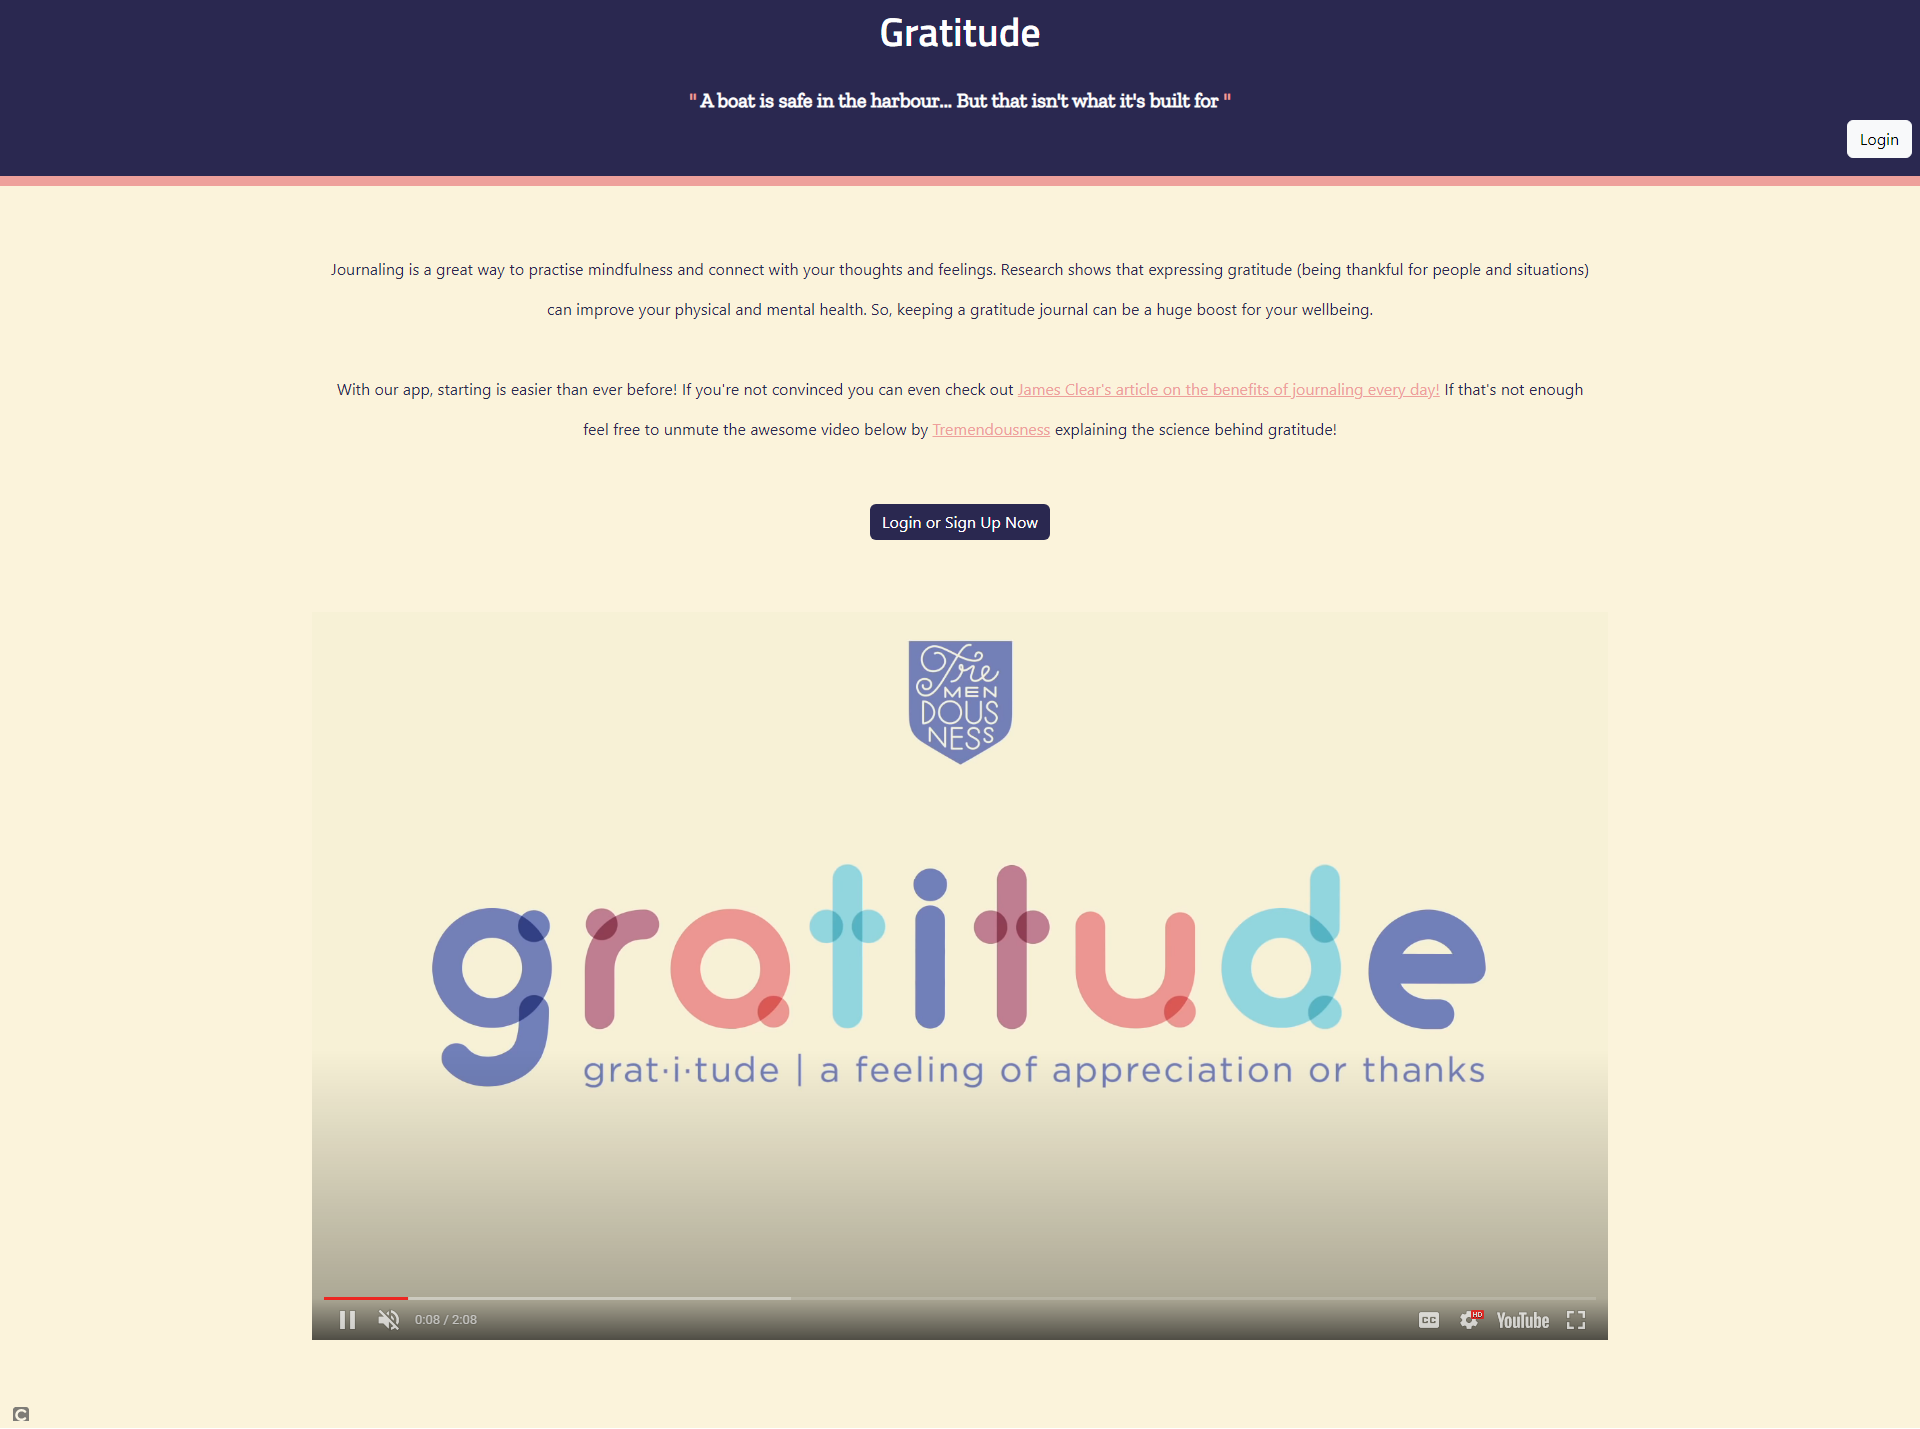 Gratitude
" A boat is safe in the harbour... But that isn't what it's built for "
Login
Journaling is a great way to practise mindfulness and connect with your thoughts and feelings. Research shows that expressing gratitude (being thankful for people and situations)
can improve your physical and mental health. So, keeping a gratitude journal can be a huge boost for your wellbeing.
With our app, starting is easier than ever before! If you're not convinced you can even check out James Clear's article on the benefits of journaling every day! If that's not enough
feel free to unmute the awesome video below by Tremendousness explaining the science behind gratitude!
Login or Sign Up Now
Tre
MEN
DOUS
NESS
gratitude
grat·i·tude | a feeling of appreciation or thanks
0:08 / 2:08
CC
HD
YouTube
C